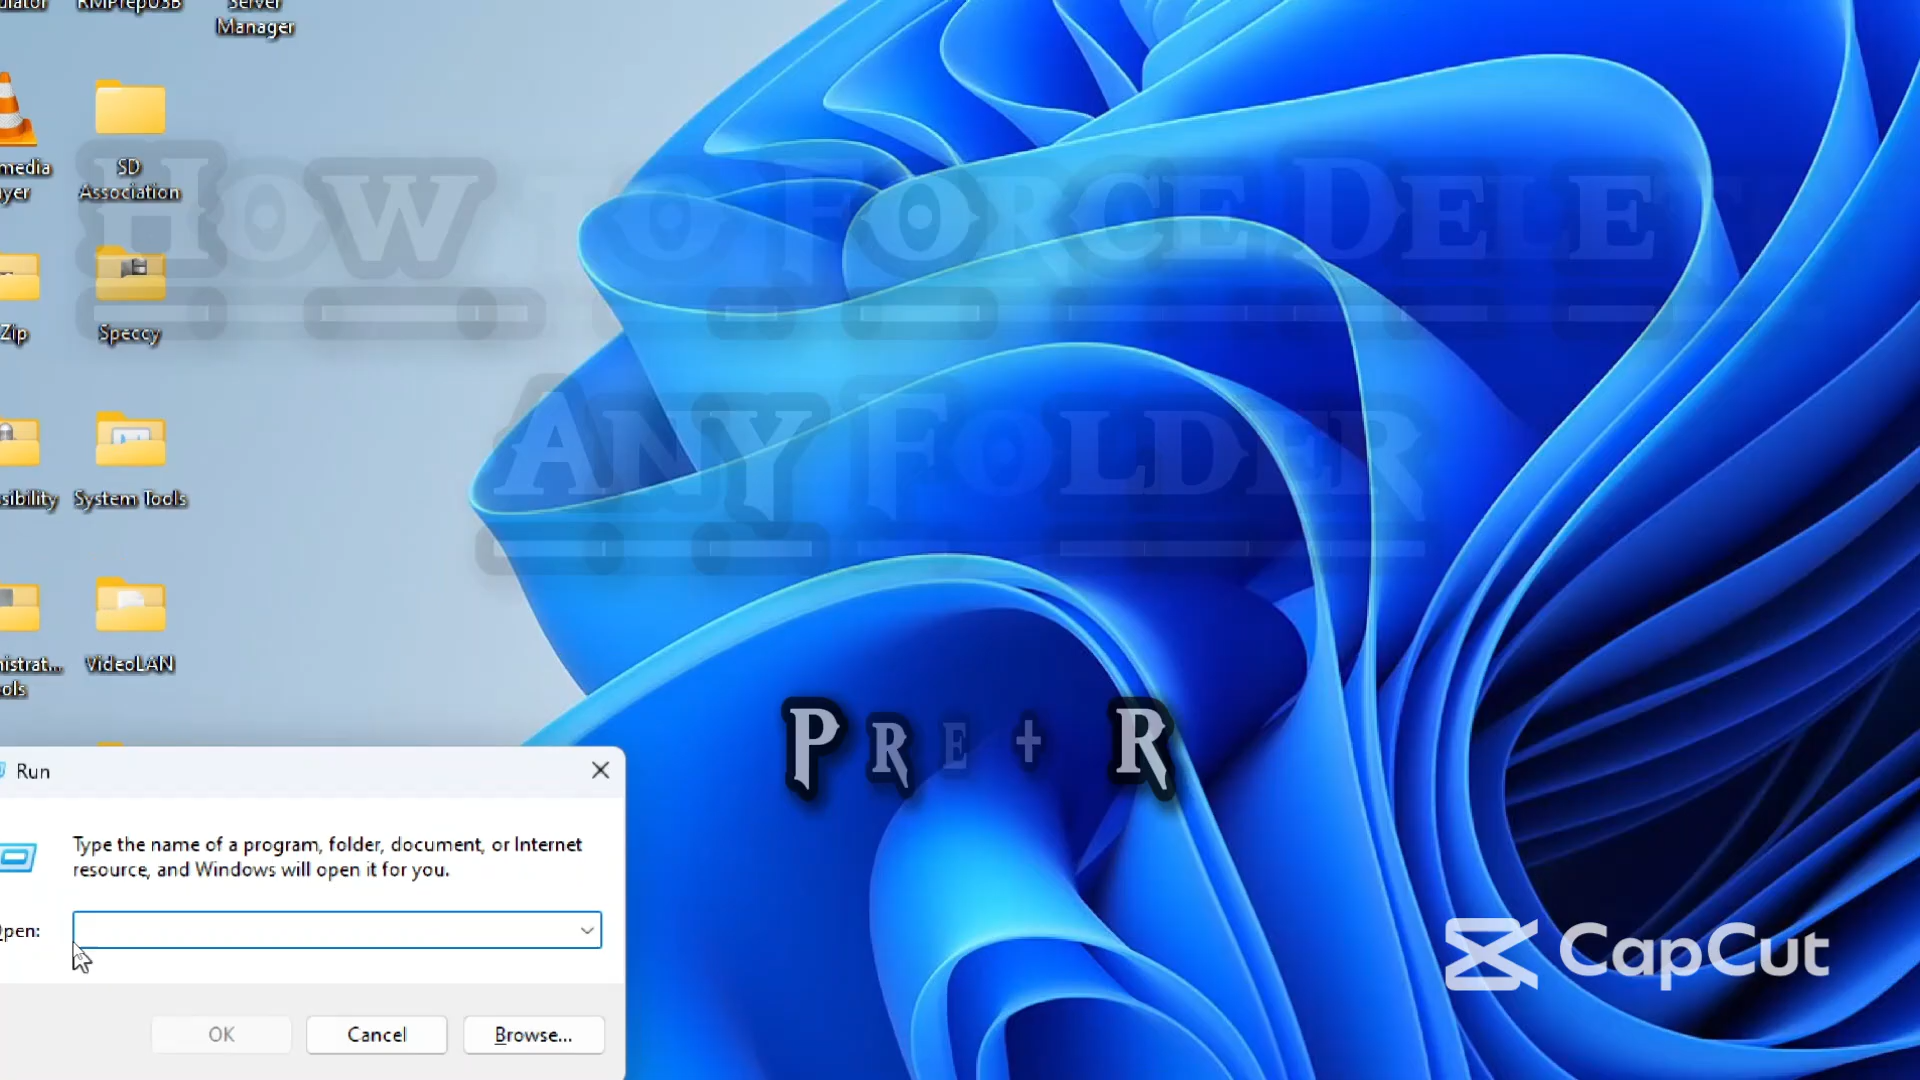 RMPrepUSB
Server
Manager
SD
Association
Zip
Speccy
System Tools
VideoLAN
How to Force Delet
Any Folder
Pre + R
Run
Type the name of a program, folder, document, or Internet
resource, and Windows will open it for you.
OK
Cancel
Browse...
CapCut